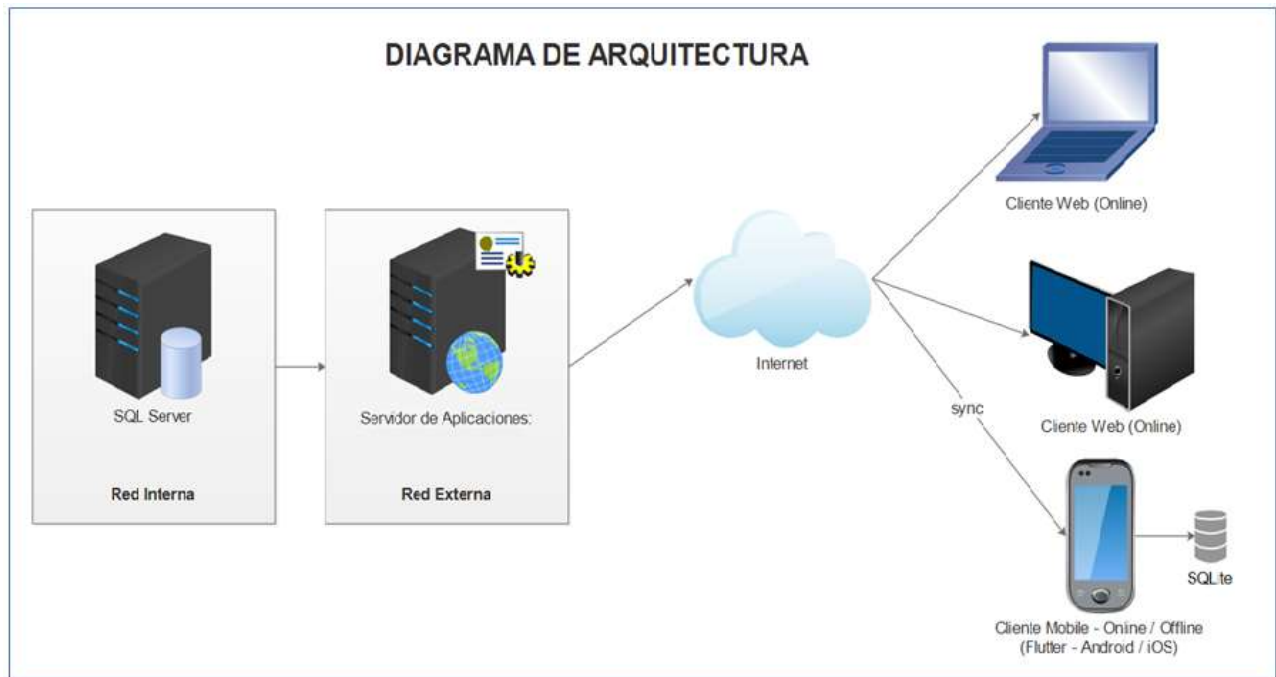 DIAGRAMA DE ARQUITECTURA
Cliente Web (Online)
SQL Server
Servidor de Aplicaciones:
Red Interna
Red Externa
Internet
sync
Cliente Web (Online)
SQLite
Cliente Mobile - Online / Offline
(Flutter - Android / iOS)